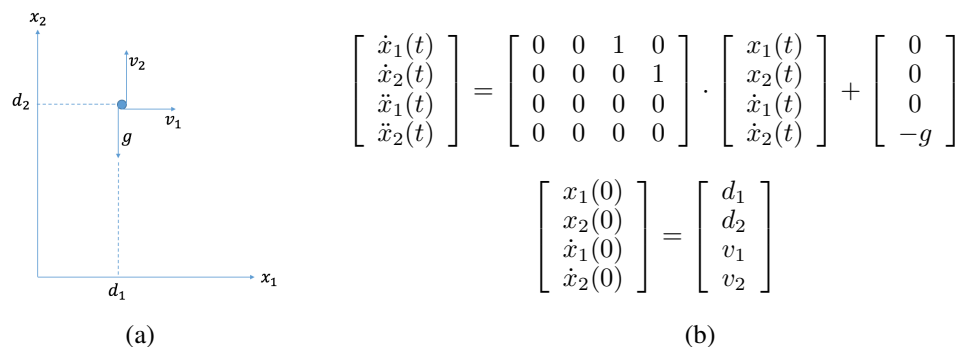 x₂
v₂
d₂
v₁
g
x₁
d₁
(a)
[ ẋ₁(t) ] = [ 0 0 1 0 ] · [ x₁(t) ] + [ 0 ]
[ ẋ₂(t) ] = [ 0 0 0 1 ] · [ x₂(t) ] + [ 0 ]
[ ẍ₁(t) ] = [ 0 0 0 0 ] · [ ẋ₁(t) ] + [ 0 ]
[ ẍ₂(t) ] = [ 0 0 0 0 ] · [ ẋ₂(t) ] + [ −g ]
[ x₁(0) ] = [ d₁ ]
[ x₂(0) ] = [ d₂ ]
[ ẋ₁(0) ] = [ v₁ ]
[ ẋ₂(0) ] = [ v₂ ]
(b)